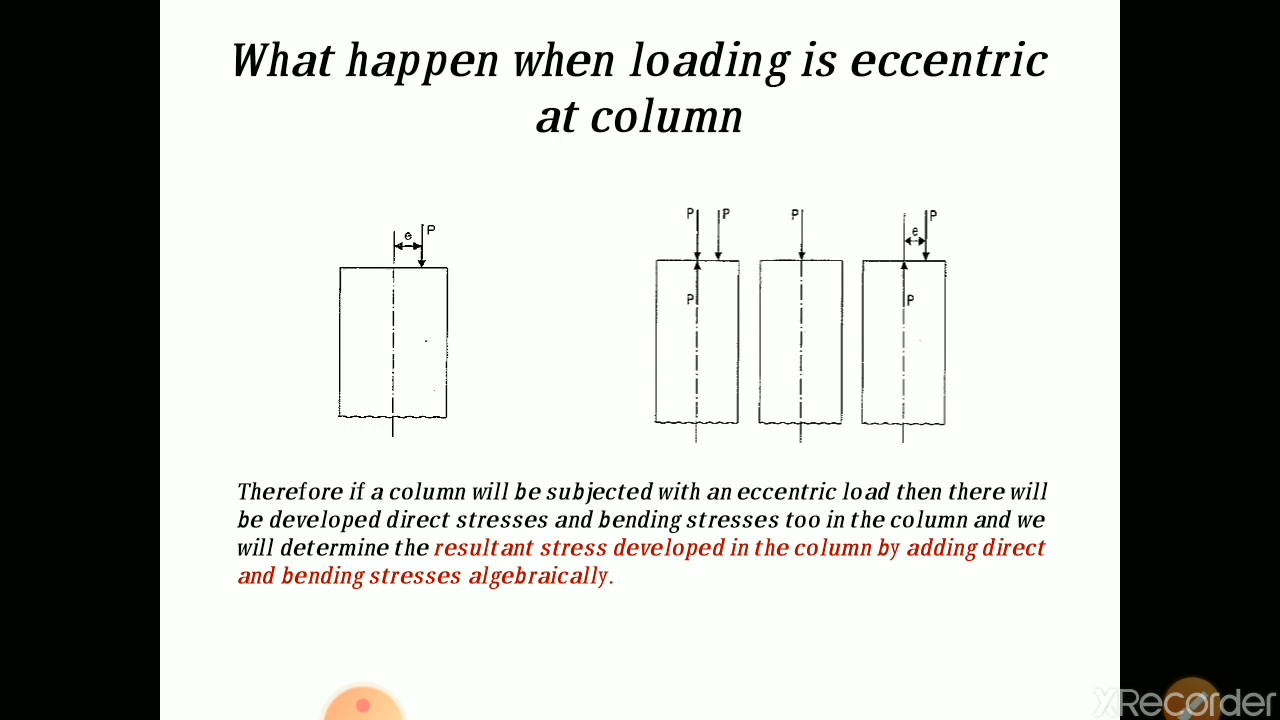 What happen when loading is eccentric
at column
e
P
P
P
P
P
P
e
P
Therefore if a column will be subjected with an eccentric load then there will
be developed direct stresses and bending stresses too in the column and we
will determine the resultant stress developed in the column by adding direct
and bending stresses algebraically.
XRecorder